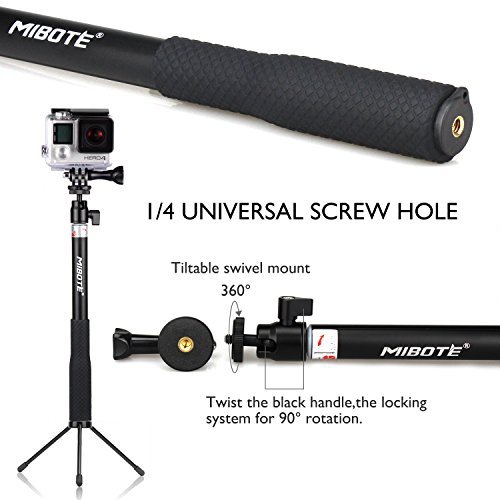 MIBOTE®
HERO4
1/4 UNIVERSAL SCREW HOLE
Tiltable swivel mount
360°
MIBOTE®
MIBOTE®
Twist the black handle,the locking
system for 90° rotation.